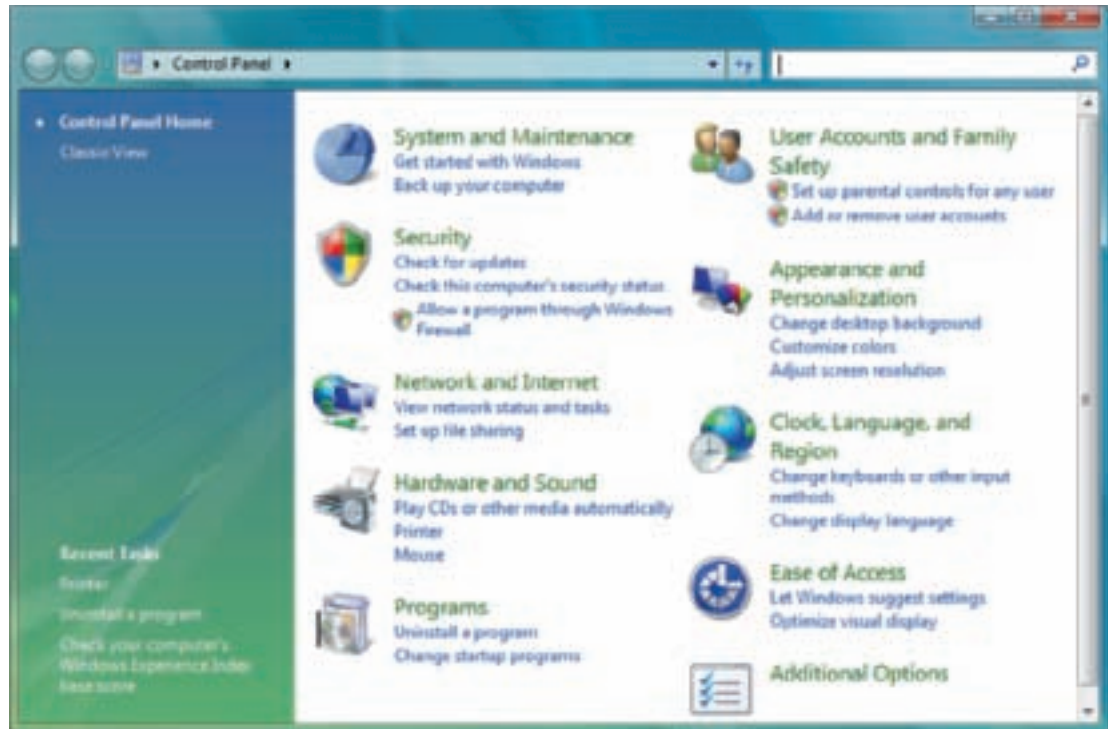 Control Panel
Control Panel Home
Classic View
Recent Tasks
Printer
Uninstall a program
Check your computer's
Windows Experience Index
base score
System and Maintenance
Get started with Windows
Back up your computer
Security
Check for updates
Check this computer's security status
Allow a program through Windows
Firewall
Network and Internet
View network status and tasks
Set up file sharing
Hardware and Sound
Play CDs or other media automatically
Printer
Mouse
Programs
Uninstall a program
Change startup programs
User Accounts and Family
Safety
Set up parental controls for any user
Add or remove user accounts
Appearance and
Personalization
Change desktop background
Customize colors
Adjust screen resolution
Clock, Language, and
Region
Change keyboards or other input
methods
Change display language
Ease of Access
Let Windows suggest settings
Optimize visual display
Additional Options